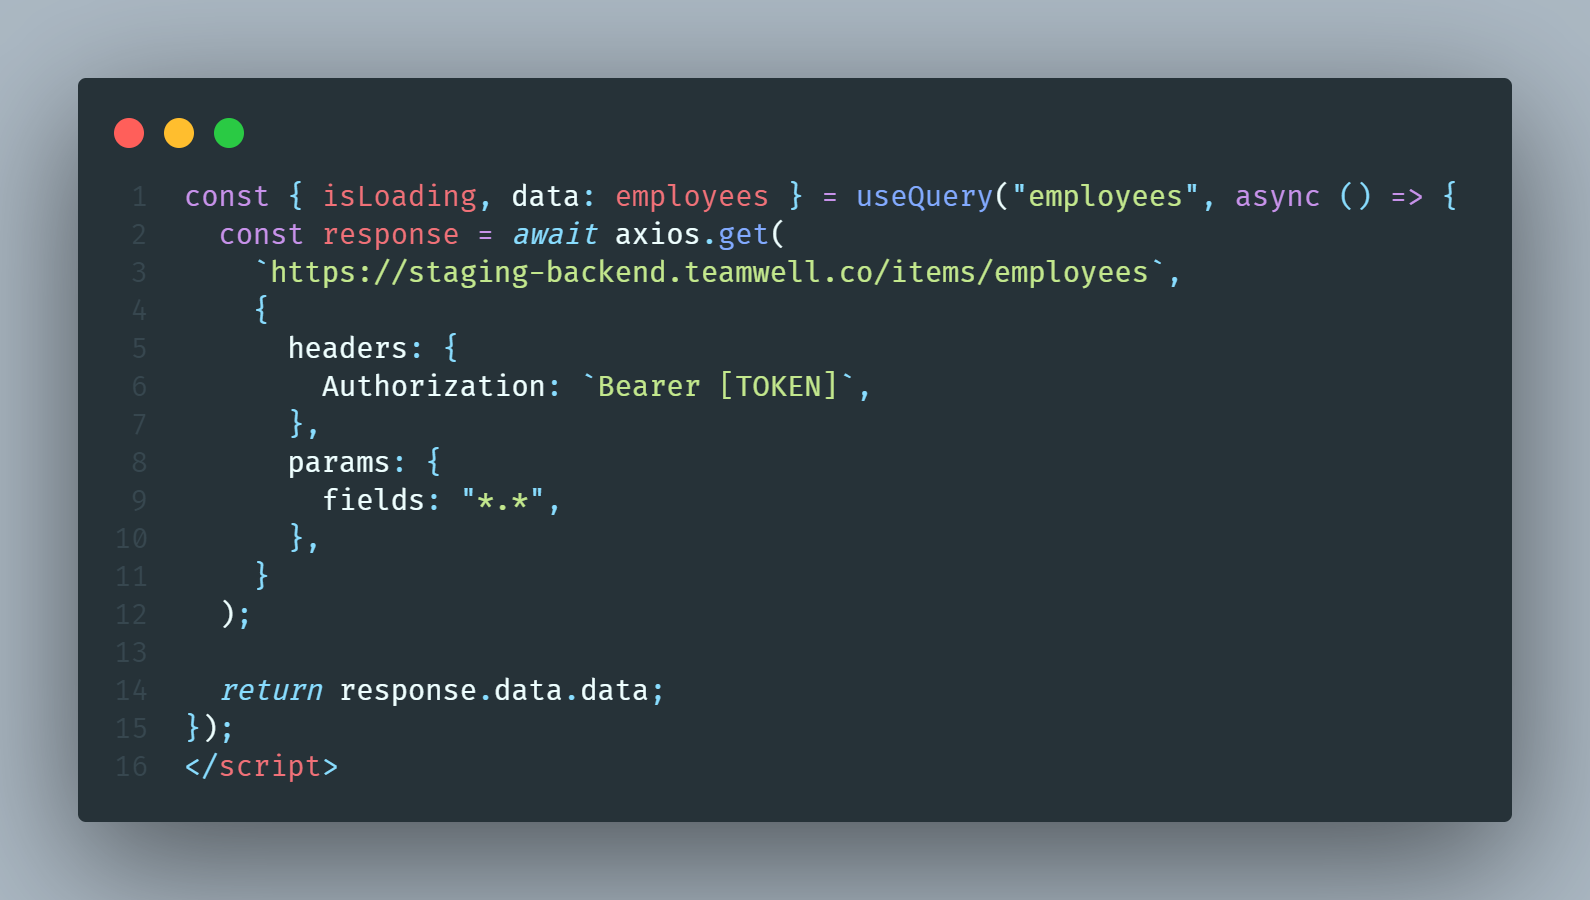 1 const { isLoading, data: employees } = useQuery("employees", async () => {
2   const response = await axios.get(
3     `https://staging-backend.teamwell.co/items/employees`,
4     {
5       headers: {
6         Authorization: `Bearer [TOKEN]`,
7       },
8       params: {
9         fields: "*.*",
10       },
11     }
12   );
13
14   return response.data.data;
15 });
16 </script>